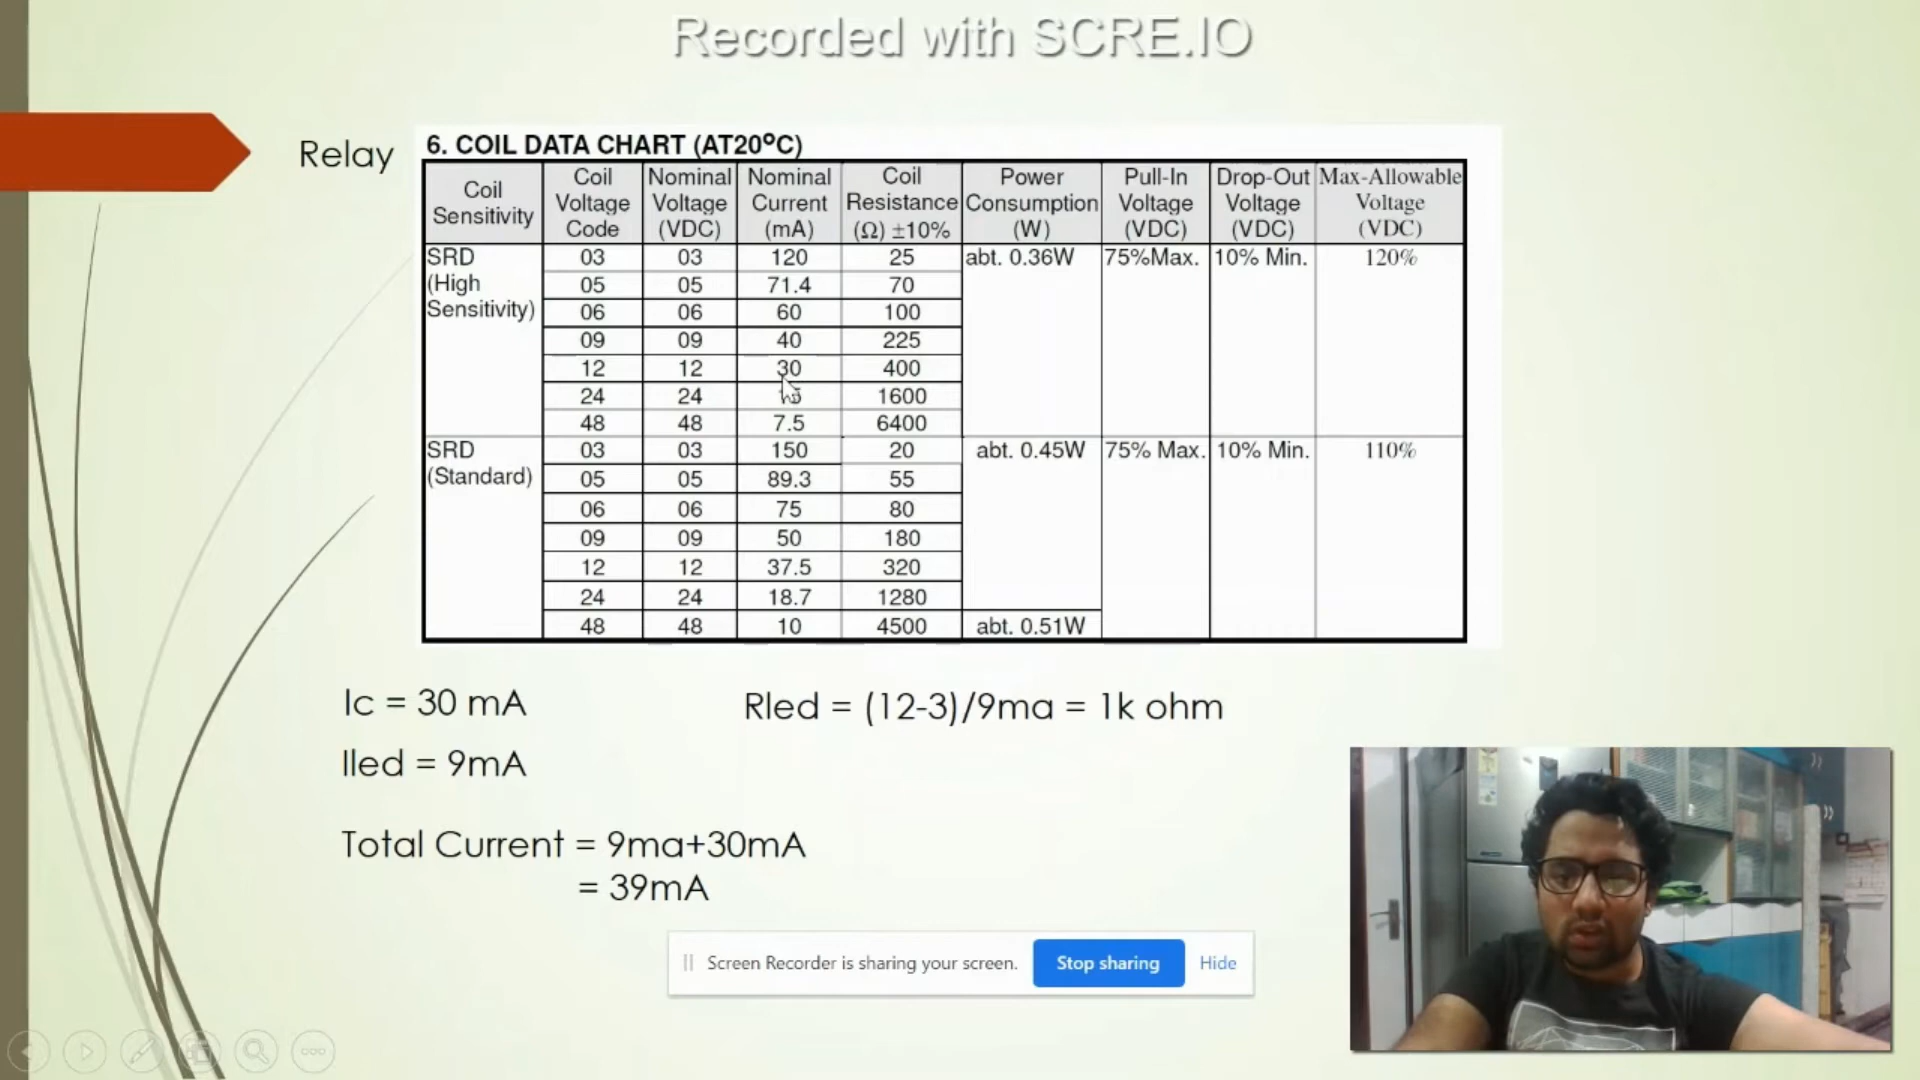 Recorded with SCRE.IO
Relay
6. COIL DATA CHART (AT20°C)
Coil Sensitivity | Coil Voltage Code | Nominal Voltage (VDC) | Nominal Current (mA) | Coil Resistance (Ω) ±10% | Power Consumption (W) | Pull-In Voltage (VDC) | Drop-Out Voltage (VDC) | Max-Allowable Voltage (VDC)
SRD (High Sensitivity) | 03 | 03 | 120 | 25 | abt. 0.36W | 75%Max. | 10% Min. | 120%
05 | 05 | 71.4 | 70
06 | 06 | 60 | 100
09 | 09 | 40 | 225
12 | 12 | 30 | 400
24 | 24 | 1600
48 | 48 | 7.5 | 6400
SRD (Standard) | 03 | 03 | 150 | 20 | abt. 0.45W | 75% Max. | 10% Min. | 110%
05 | 05 | 89.3 | 55
06 | 06 | 75 | 80
09 | 09 | 50 | 180
12 | 12 | 37.5 | 320
24 | 24 | 18.7 | 1280
48 | 48 | 10 | 4500 | abt. 0.51W
Ic = 30 mA
Rled = (12-3)/9ma = 1k ohm
Iled = 9mA
Total Current = 9ma+30mA
= 39mA
Screen Recorder is sharing your screen. Stop sharing Hide